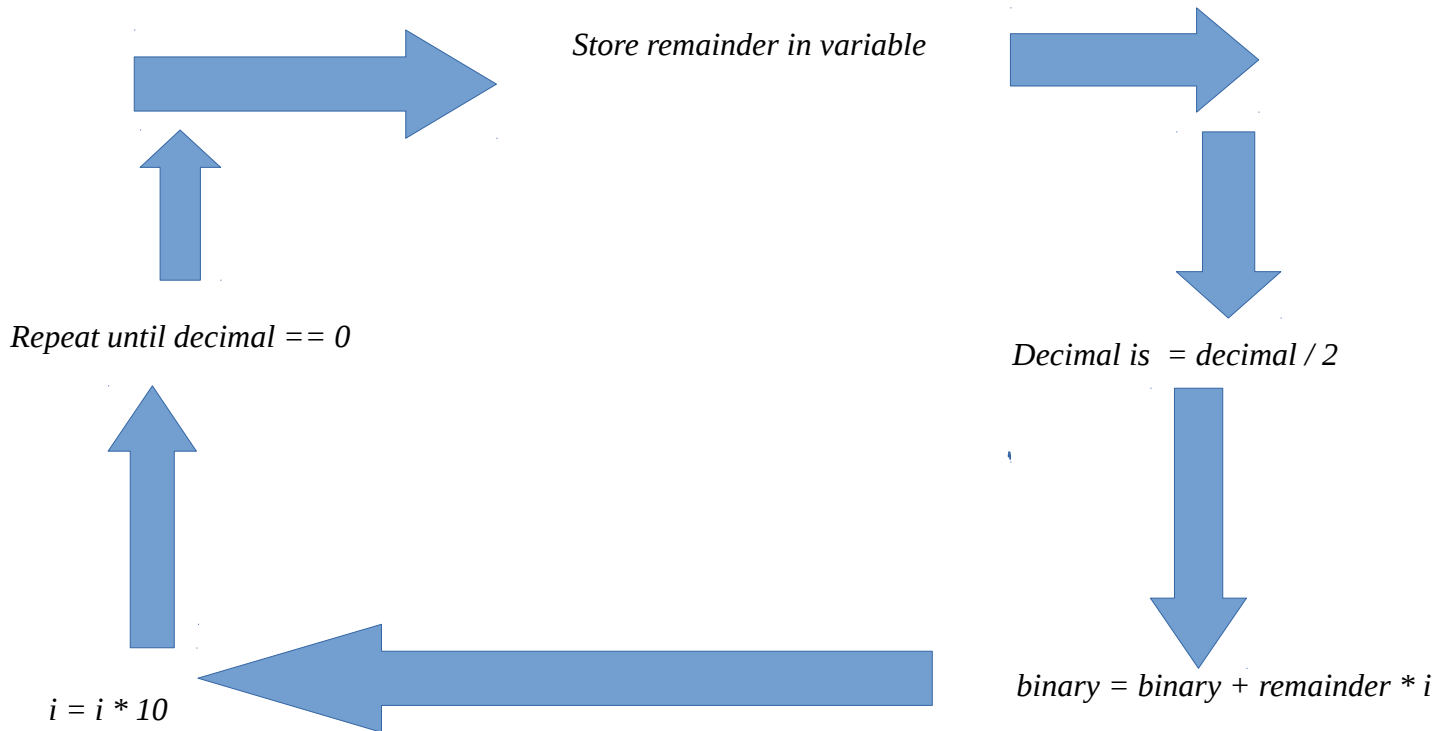 Store remainder in variable
Repeat until decimal == 0
Decimal is  = decimal / 2
binary = binary + remainder * i
i = i * 10